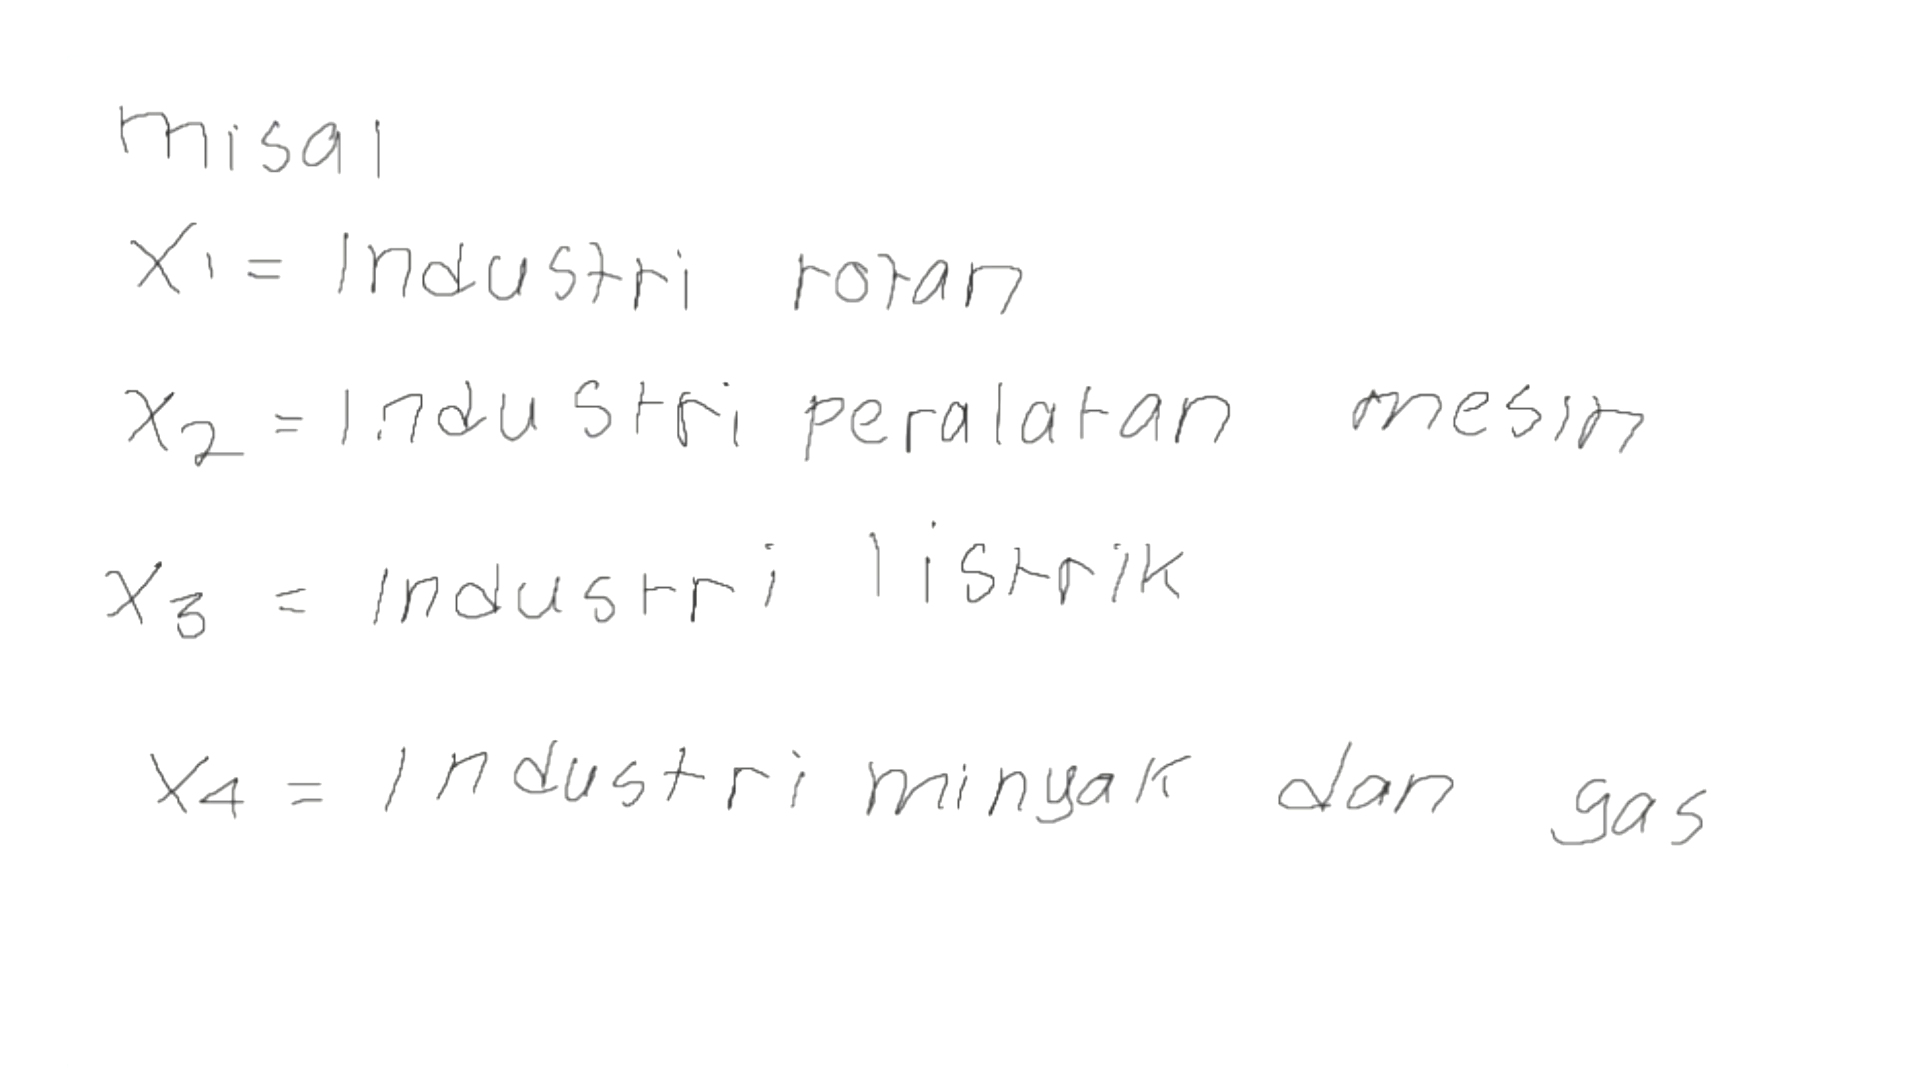 misal
X1 = Industri rotan
X2 = Industri peralatan mesin
X3 = Industri listrik
X4 = Industri minyak dan gas